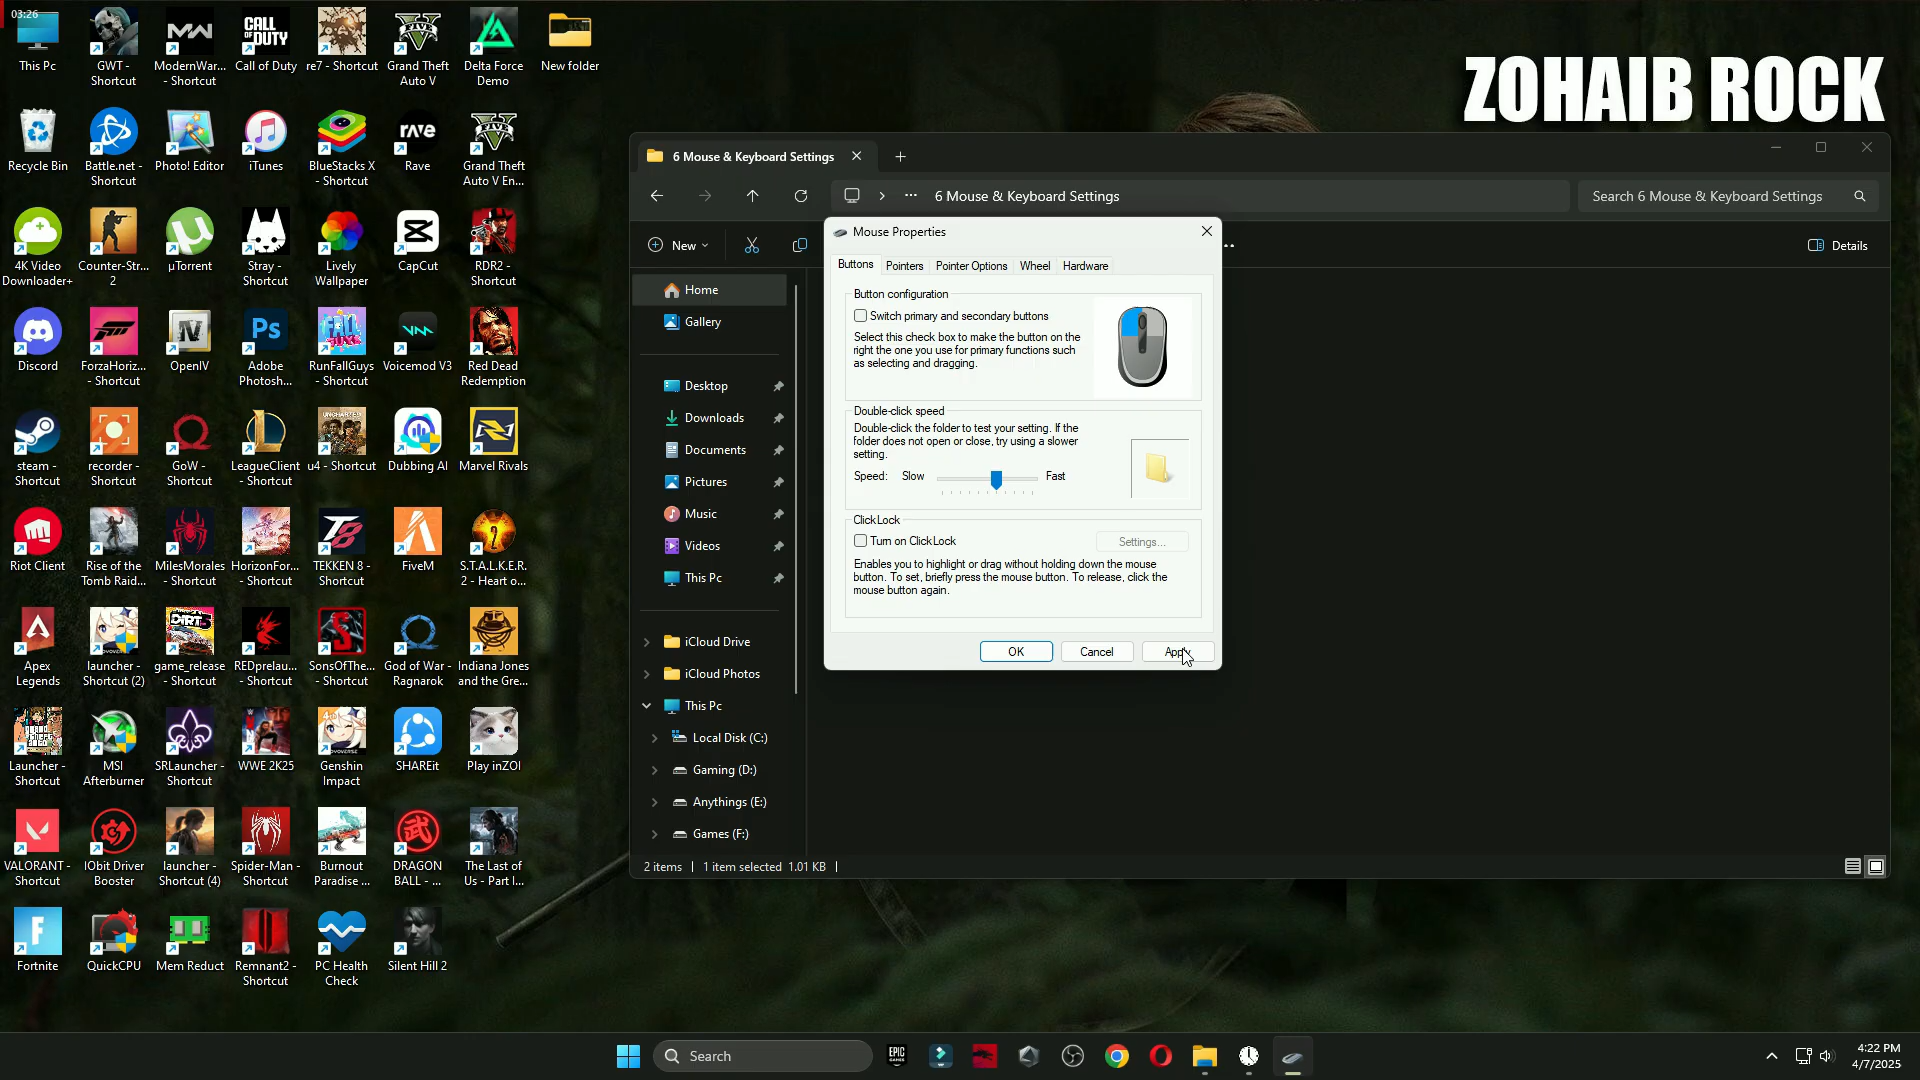 03:26
This Pc
GWT -
Shortcut
ModernWar...
- Shortcut
CALL OF DUTY
Call of Duty
re7 - Shortcut
Grand Theft
Auto V
Delta Force
Demo
New folder
ZOHAIB ROCK
Recycle Bin
Battle.net -
Shortcut
Photo! Editor
iTunes
BlueStacks X
- Shortcut
rave
Rave
Grand Theft
Auto V En...
4K Video
Downloader+
Counter-Str...
2
µTorrent
Stray -
Shortcut
Lively
Wallpaper
CapCut
RDR2 -
Shortcut
Discord
ForzaHoriz...
- Shortcut
OpenIV
Ps
Adobe
Photosh...
RunFallGuys
- Shortcut
Voicemod V3
Red Dead
Redemption
steam -
Shortcut
recorder -
Shortcut
GoW -
Shortcut
LeagueClient
- Shortcut
u4 - Shortcut
Dubbing AI
Marvel Rivals
Riot Client
Rise of the
Tomb Raid...
MilesMorales
- Shortcut
HorizonFor...
- Shortcut
TEKKEN 8 -
Shortcut
FiveM
S.T.A.L.K.E.R.
2 - Heart o...
Apex
Legends
launcher -
Shortcut (2)
game_release
- Shortcut
REDprelau...
- Shortcut
SonsOfThe...
- Shortcut
God of War -
Ragnarok
Indiana Jones
and the Gre...
Launcher -
Shortcut
MSI
Afterburner
SRLauncher -
Shortcut
WWE 2K25
Genshin
Impact
SHAREit
Play inZOI
VALORANT -
Shortcut
IObit Driver
Booster
launcher -
Shortcut (4)
Spider-Man -
Shortcut
Burnout
Paradise ...
DRAGON
BALL - ...
The Last of
Us - Part I...
Fortnite
QuickCPU
Mem Reduct
Remnant2 -
Shortcut
PC Health
Check
Silent Hill 2
6 Mouse & Keyboard Settings
6 Mouse & Keyboard Settings
Search 6 Mouse & Keyboard Settings
New
Details
Home
Gallery
Desktop
Downloads
Documents
Pictures
Music
Videos
This Pc
iCloud Drive
iCloud Photos
This Pc
Local Disk (C:)
Gaming (D:)
Anythings (E:)
Games (F:)
2 items | 1 item selected 1.01 KB |
Mouse Properties
Buttons Pointers Pointer Options Wheel Hardware
Button configuration
Switch primary and secondary buttons
Select this check box to make the button on the
right the one you use for primary functions such
as selecting and dragging.
Double-click speed
Double-click the folder to test your setting. If the
folder does not open or close, try using a slower
setting.
Speed: Slow Fast
ClickLock
Turn on ClickLock
Settings...
Enables you to highlight or drag without holding down the mouse
button. To set, briefly press the mouse button. To release, click the
mouse button again.
OK Cancel Apply
Search
EPIC GAMES
4:22 PM
4/7/2025